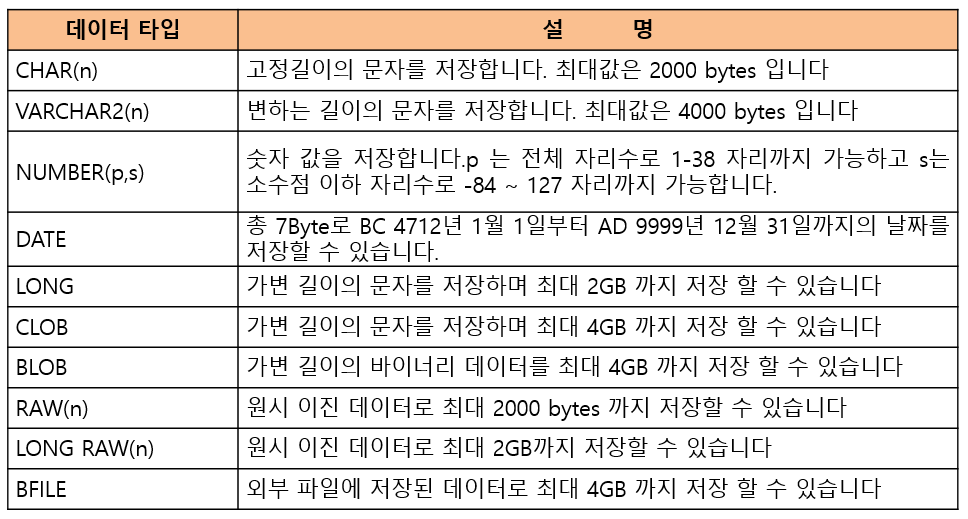 데이터 타입
설 명
CHAR(n)
고정길이의 문자를 저장합니다. 최대값은 2000 bytes 입니다
VARCHAR2(n)
변하는 길이의 문자를 저장합니다. 최대값은 4000 bytes 입니다
NUMBER(p,s)
숫자 값을 저장합니다.p 는 전체 자리수로 1-38 자리까지 가능하고 s는
소수점 이하 자리수로 -84 ~ 127 자리까지 가능합니다.
DATE
총 7Byte로 BC 4712년 1월 1일부터 AD 9999년 12월 31일까지의 날짜를
저장할 수 있습니다.
LONG
가변 길이의 문자를 저장하며 최대 2GB 까지 저장 할 수 있습니다
CLOB
가변 길이의 문자를 저장하며 최대 4GB 까지 저장 할 수 있습니다
BLOB
가변 길이의 바이너리 데이터를 최대 4GB 까지 저장 할 수 있습니다
RAW(n)
원시 이진 데이터로 최대 2000 bytes 까지 저장할 수 있습니다
LONG RAW(n)
원시 이진 데이터로 최대 2GB까지 저장할 수 있습니다
BFILE
외부 파일에 저장된 데이터로 최대 4GB 까지 저장 할 수 있습니다